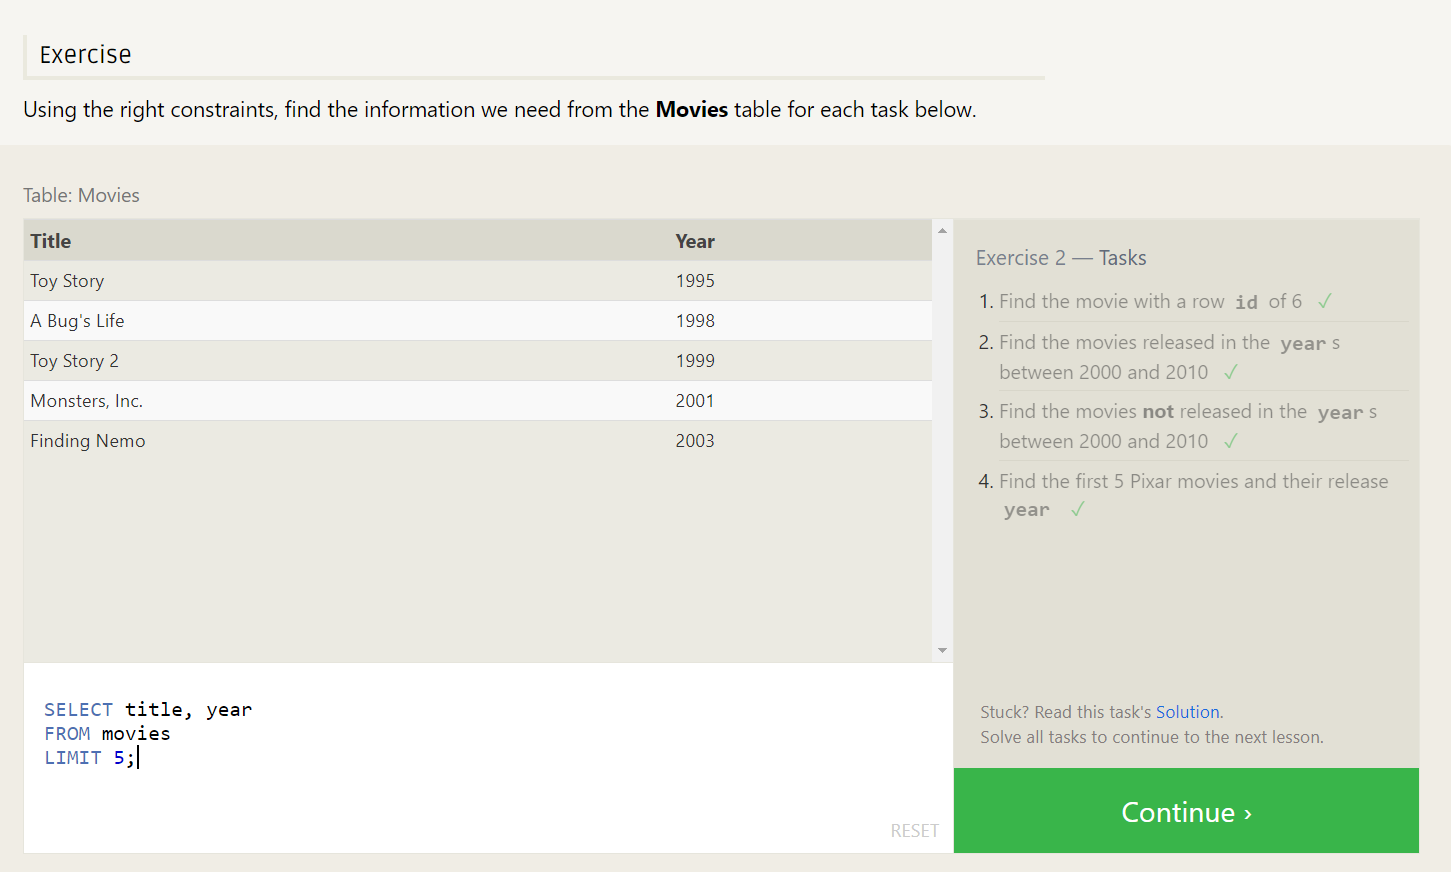 Exercise
Using the right constraints, find the information we need from the Movies table for each task below.
Table: Movies
Title Year
Toy Story 1995
A Bug's Life 1998
Toy Story 2 1999
Monsters, Inc. 2001
Finding Nemo 2003
SELECT title, year
FROM movies
LIMIT 5;
RESET
Exercise 2 — Tasks
1. Find the movie with a row id of 6 ✓
2. Find the movies released in the year s
between 2000 and 2010 ✓
3. Find the movies not released in the year s
between 2000 and 2010 ✓
4. Find the first 5 Pixar movies and their release
year ✓
Stuck? Read this task's Solution.
Solve all tasks to continue to the next lesson.
Continue ›